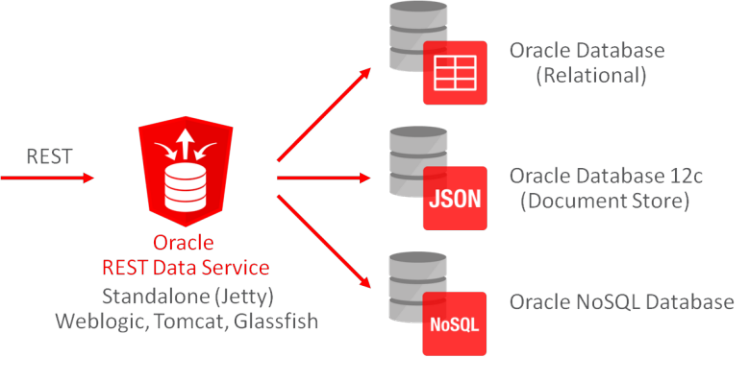 REST
Oracle
REST Data Service
Standalone (Jetty)
Weblogic, Tomcat, Glassfish
Oracle Database
(Relational)
JSON
Oracle Database 12c
(Document Store)
NoSQL
Oracle NoSQL Database